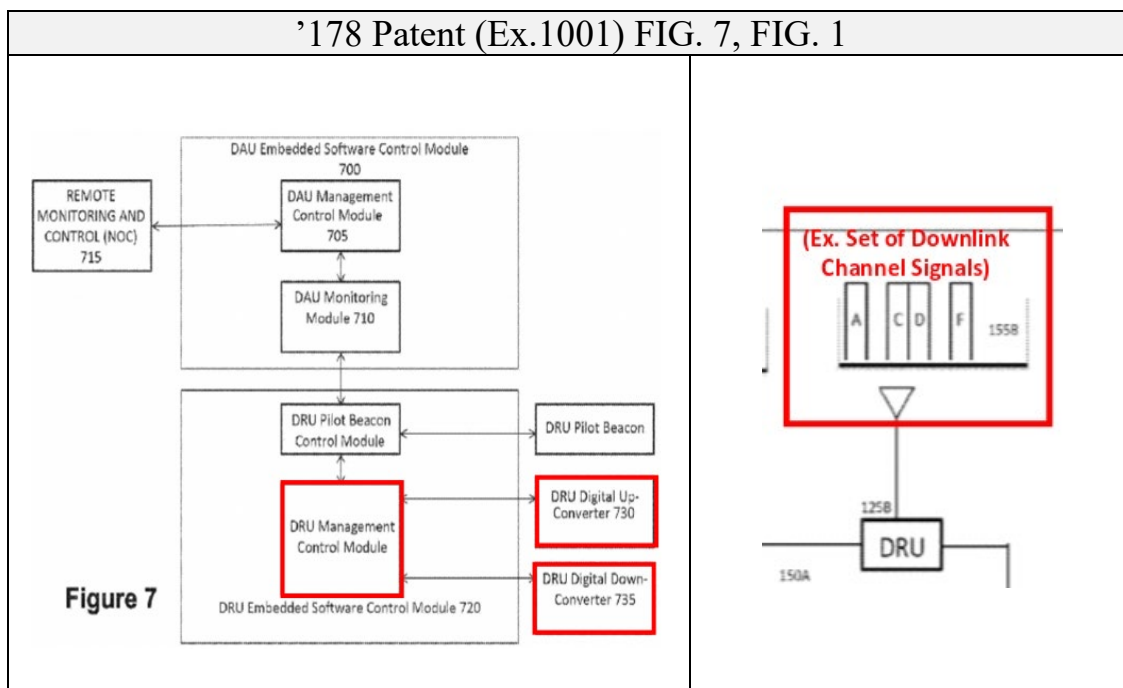 ’178 Patent (Ex.1001) FIG. 7, FIG. 1
DAU Embedded Software Control Module
700
REMOTE
MONITORING AND
CONTROL (NOC)
715
DAU Management
Control Module
705
DAU Monitoring
Module 710
DRU Pilot Beacon
Control Module
DRU Pilot Beacon
DRU Management
Control Module
DRU Digital Up-
Converter 730
DRU Digital Down-
Converter 735
Figure 7
DRU Embedded Software Control Module 720
(Ex. Set of Downlink
Channel Signals)
A C D F 155B
125B
DRU
150A